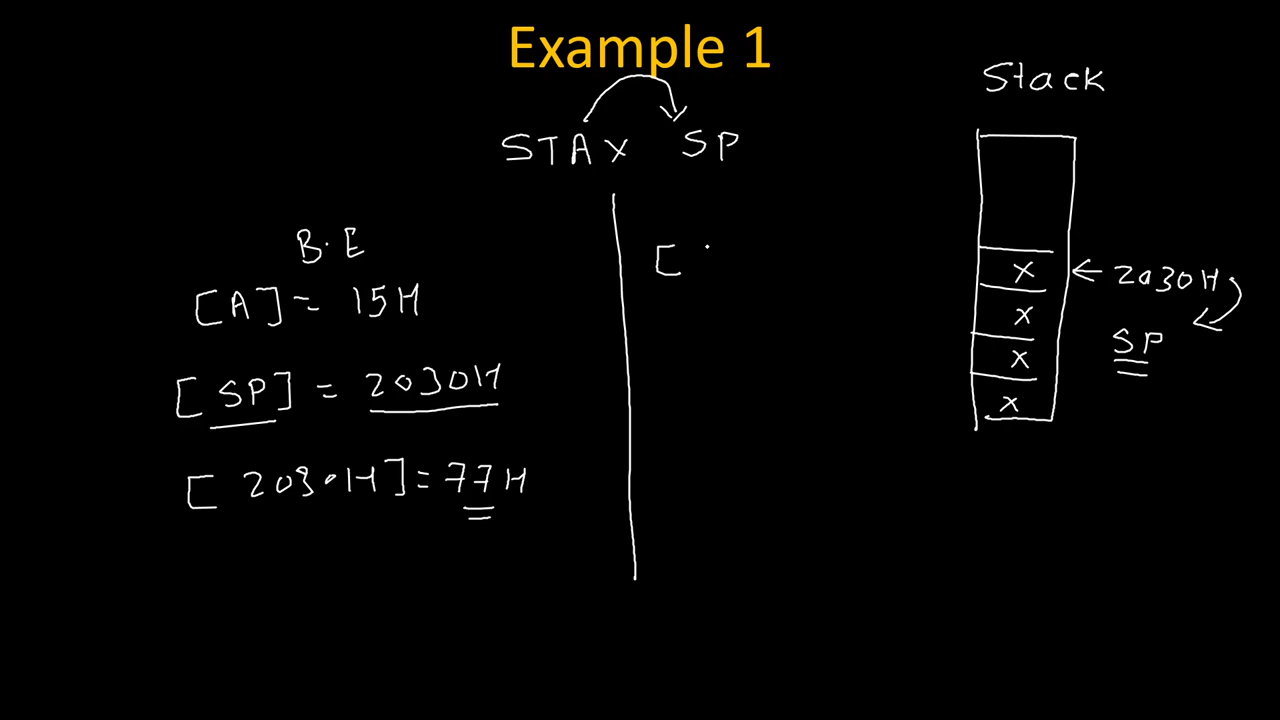 Example 1
STAX SP
B.E
[A] = 15H
[SP] = 2030H
[2030H] = 77H
[
Stack
x ← 2030H
x
SP
x
x